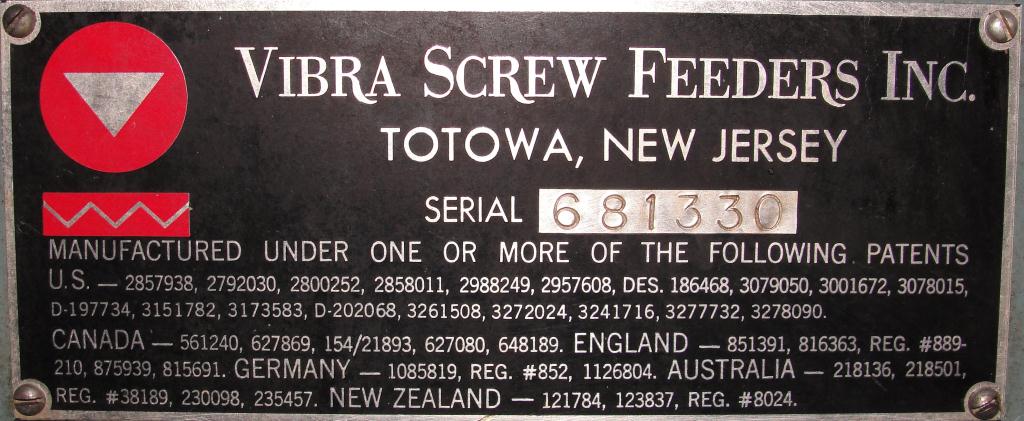 VIBRA SCREW FEEDERS INC.
TOTOWA, NEW JERSEY
SERIAL 681330
MANUFACTURED UNDER ONE OR MORE OF THE FOLLOWING PATENTS
U.S. — 2857938, 2792030, 2800252, 2858011, 2988249, 2957608, DES. 186468, 3079050, 3001672, 3078015,
D-197734, 3151782, 3173583, D-202068, 3261508, 3272024, 3241716, 3277732, 3278090.
CANADA — 561240, 627869, 154/21893, 627080, 648189. ENGLAND — 851391, 816363, REG. #889-
210, 875939, 815691. GERMANY — 1085819, REG. #852, 1126804. AUSTRALIA — 218136, 218501,
REG. #38189, 230098, 235457. NEW ZEALAND — 121784, 123837, REG. #8024.